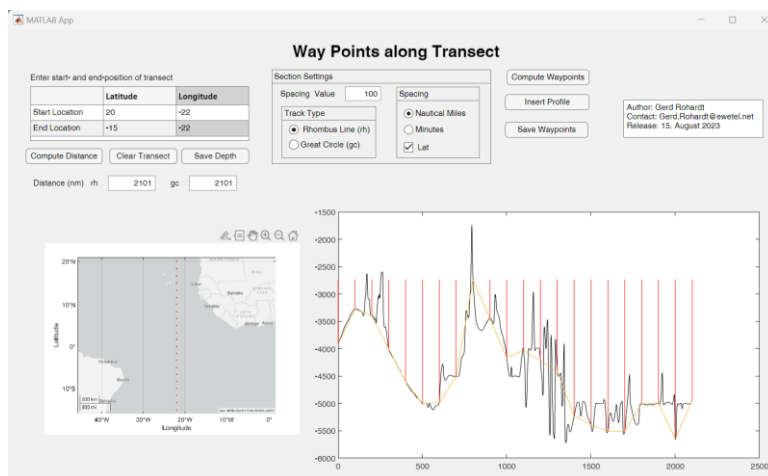 MATLAB App
Way Points along Transect
Enter start- and end-position of transect
Latitude Longitude
Start Location 20 -22
End Location -15 -22
Compute Distance Clear Transect Save Depth
Distance (nm) rh 2101 gc 2101
Section Settings
Spacing Value 100
Track Type
Rhombus Line (rh)
Great Circle (gc)
Spacing
Nautical Miles
Minutes
Lat
Compute Waypoints
Insert Profile
Save Waypoints
Author: Gerd Rohardt
Contact: Gerd.Rohardt@ewetel.net
Release: 15. August 2023
20°N
10°N
0°
10°S
Latitude
500 km
40°W 30°W 20°W 10°W 0°
Longitude
-1500
-2000
-2500
-3000
-3500
-4000
-4500
-5000
-5500
-6000
0 500 1000 1500 2000 2500